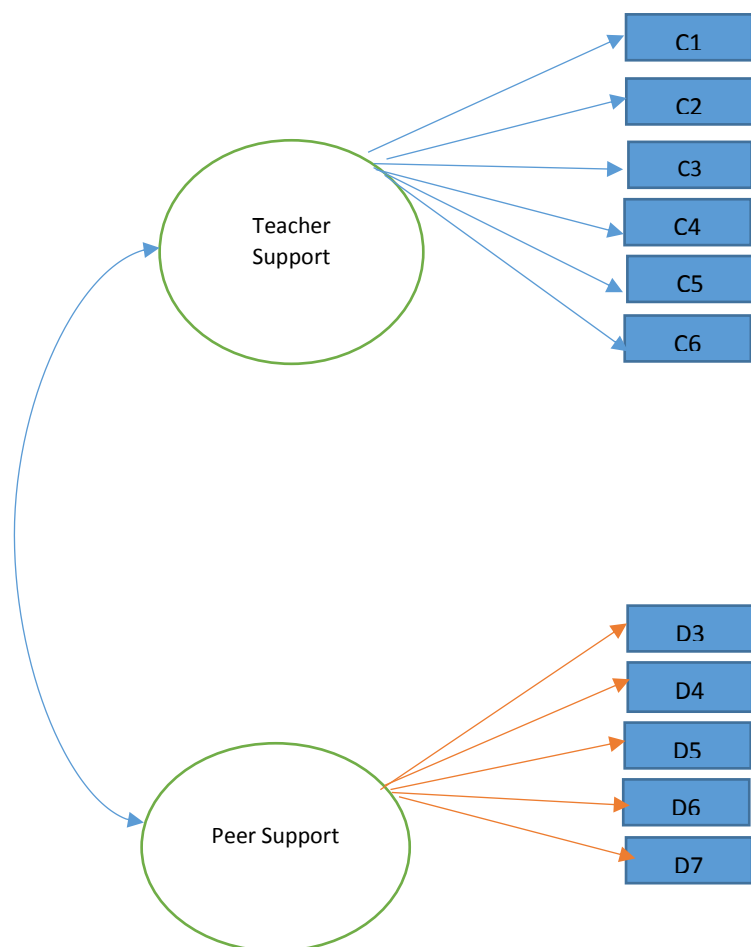 C1
C2
C3
Teacher
Support
C4
C5
C6
D3
D4
D5
D6
Peer Support
D7